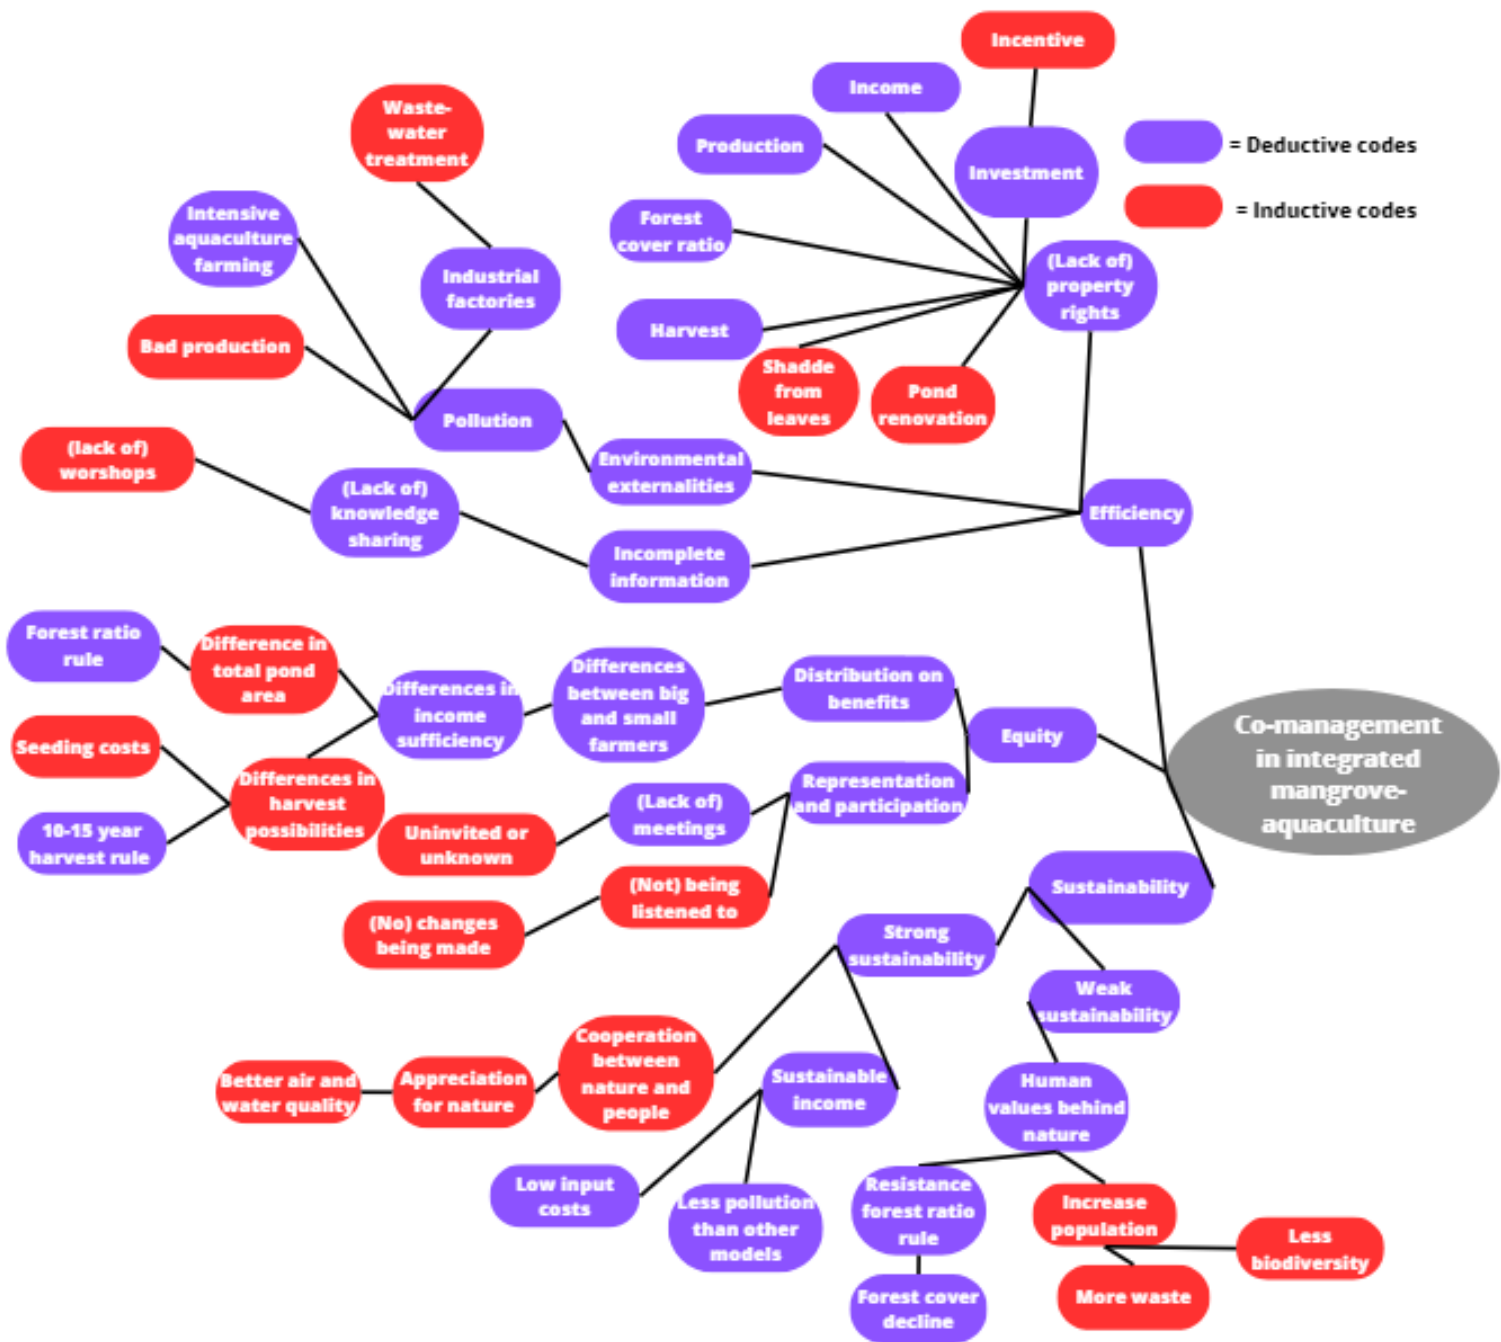 Incentive
Income
Waste-
water
treatment
Production
Investment
= Deductive codes
= Inductive codes
Intensive
aquaculture
farming
Forest
cover ratio
Industrial
factories
(Lack of)
property
rights
Harvest
Bad production
Shadde
from
leaves
Pond
renovation
Pollution
(lack of)
worshops
Environmental
externalities
(Lack of)
knowledge
sharing
Efficiency
Incomplete
information
Forest ratio
rule
Difference in
total pond
area
Differences in
income
sufficiency
Differences
between big
and small
farmers
Distribution on
benefits
Equity
Co-management
in integrated
mangrove-
aquaculture
Seeding costs
Differences in
harvest
possibilities
10-15 year
harvest rule
Representation
and participation
(Lack of)
meetings
Uninvited or
unknown
(Not) being
listened to
(No) changes
being made
Sustainability
Strong
sustainability
Weak
sustainability
Cooperation
between
nature and
people
Appreciation
for nature
Better air and
water quality
Sustainable
income
Human
values behind
nature
Low input
costs
Less pollution
than other
models
Resistance
forest ratio
rule
Increase
population
Less
biodiversity
More waste
Forest cover
decline